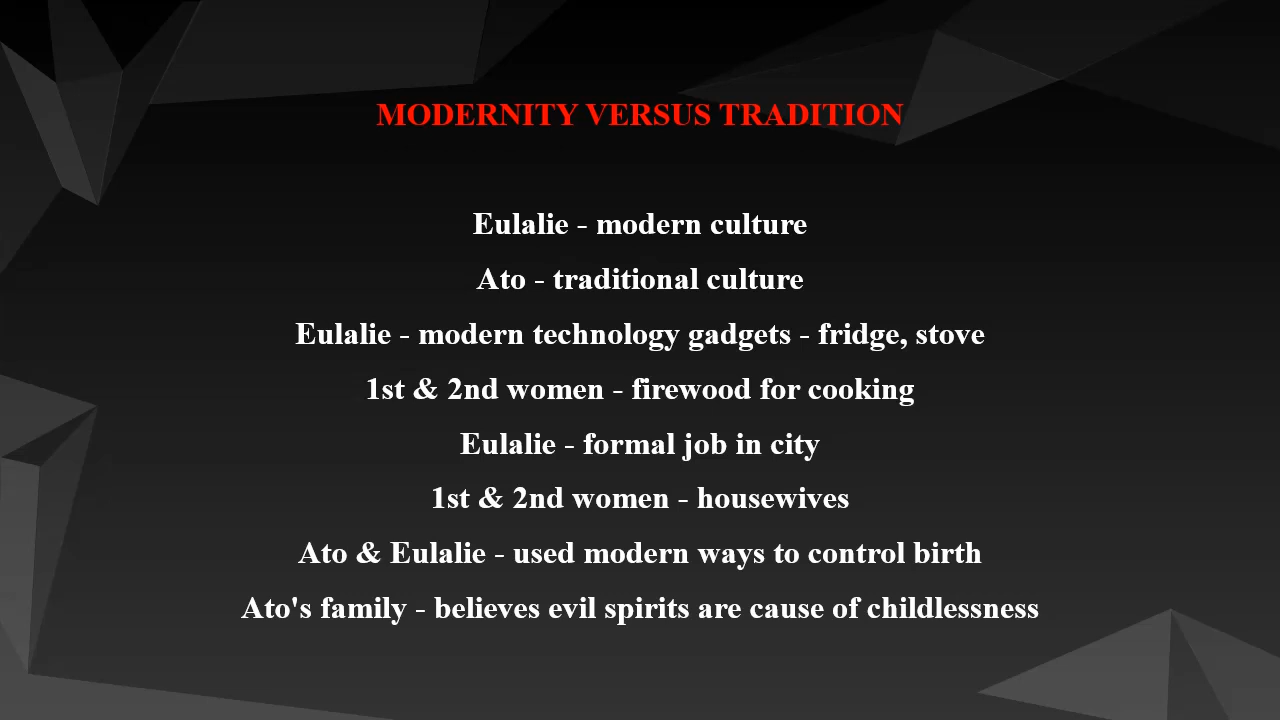 MODERNITY VERSUS TRADITION
Eulalie - modern culture
Ato - traditional culture
Eulalie - modern technology gadgets - fridge, stove
1st & 2nd women - firewood for cooking
Eulalie - formal job in city
1st & 2nd women - housewives
Ato & Eulalie - used modern ways to control birth
Ato's family - believes evil spirits are cause of childlessness